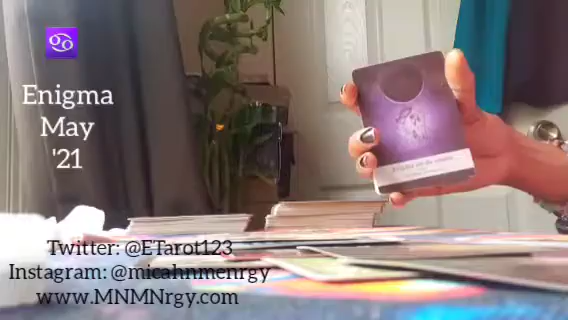 ♋
Enigma
May
'21
Twitter: @ETarot123
Instagram: @micahnmenrgy
www.MNMNrgy.com